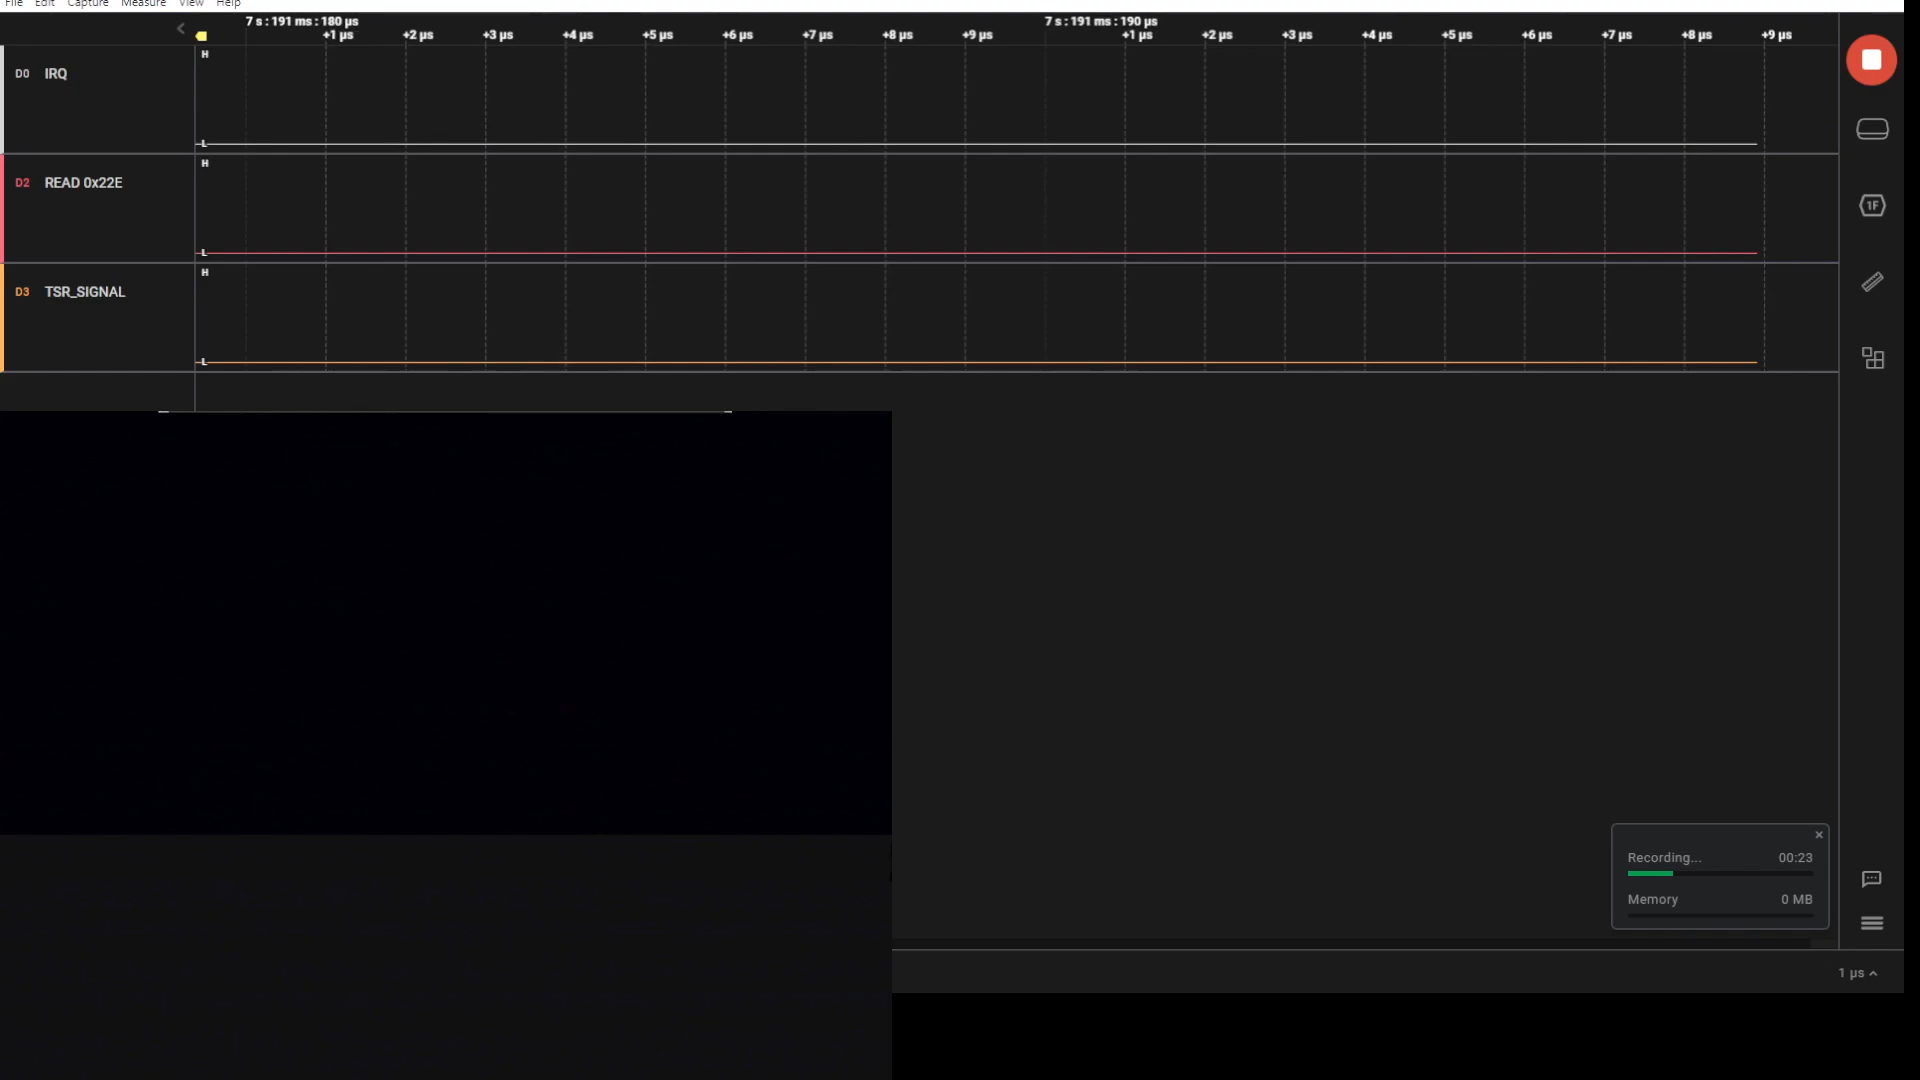 File Edit Capture Measure View Help
7 s : 191 ms : 180 µs 7 s : 191 ms : 190 µs
+1 µs +2 µs +3 µs +4 µs +5 µs +6 µs +7 µs +8 µs +9 µs +1 µs +2 µs +3 µs +4 µs +5 µs +6 µs +7 µs +8 µs +9 µs
H
D0 IRQ
L
H
D2 READ 0x22E
L
H
D3 TSR_SIGNAL
L
1F
Recording... 00:23
Memory 0 MB
1 µs